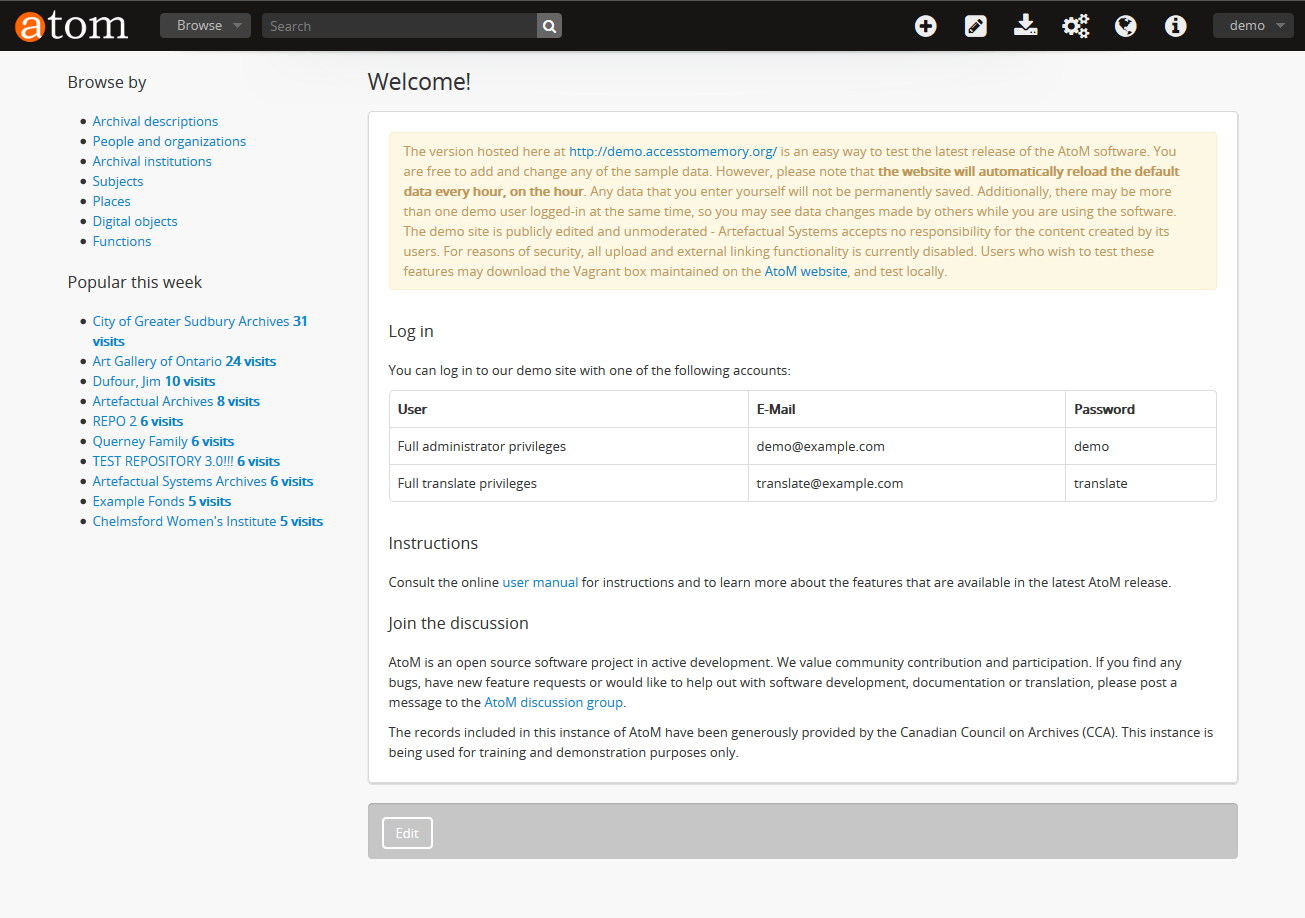 atom
Browse
Search
demo
Browse by
Archival descriptions
People and organizations
Archival institutions
Subjects
Places
Digital objects
Functions
Popular this week
City of Greater Sudbury Archives 31
visits
Art Gallery of Ontario 24 visits
Dufour, Jim 10 visits
Artefactual Archives 8 visits
REPO 2 6 visits
Querney Family 6 visits
TEST REPOSITORY 3.0!!! 6 visits
Artefactual Systems Archives 6 visits
Example Fonds 5 visits
Chelmsford Women's Institute 5 visits
Welcome!
The version hosted here at http://demo.accesstomemory.org/ is an easy way to test the latest release of the AtoM software. You
are free to add and change any of the sample data. However, please note that the website will automatically reload the default
data every hour, on the hour. Any data that you enter yourself will not be permanently saved. Additionally, there may be more
than one demo user logged-in at the same time, so you may see data changes made by others while you are using the software.
The demo site is publicly edited and unmoderated - Artefactual Systems accepts no responsibility for the content created by its
users. For reasons of security, all upload and external linking functionality is currently disabled. Users who wish to test these
features may download the Vagrant box maintained on the AtoM website, and test locally.
Log in
You can log in to our demo site with one of the following accounts:
User E-Mail Password
Full administrator privileges demo@example.com demo
Full translate privileges translate@example.com translate
Instructions
Consult the online user manual for instructions and to learn more about the features that are available in the latest AtoM release.
Join the discussion
AtoM is an open source software project in active development. We value community contribution and participation. If you find any
bugs, have new feature requests or would like to help out with software development, documentation or translation, please post a
message to the AtoM discussion group.
The records included in this instance of AtoM have been generously provided by the Canadian Council on Archives (CCA). This instance is
being used for training and demonstration purposes only.
Edit